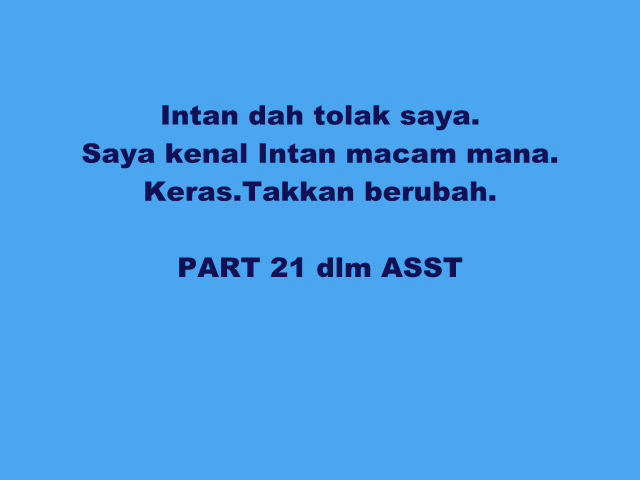 Intan dah tolak saya.
Saya kenal Intan macam mana.
Keras.Takkan berubah.
PART 21 dlm ASST